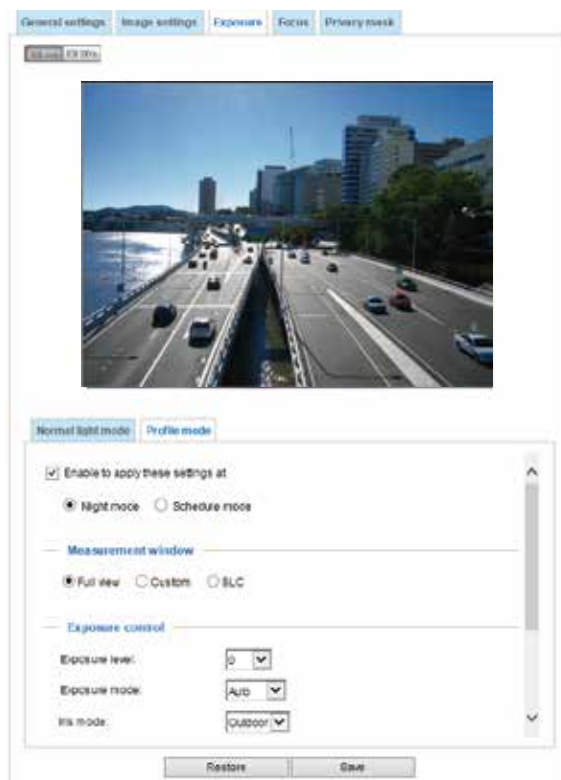 General settings Image settings Exposure Focus Privacy mask
Normal light mode Profile mode
Enable to apply these settings at
Night mode Schedule mode
Measurement window
Full view Custom BLC
Exposure control
Exposure level: 0
Exposure mode: Auto
Iris mode: Outdoor
Restore Save